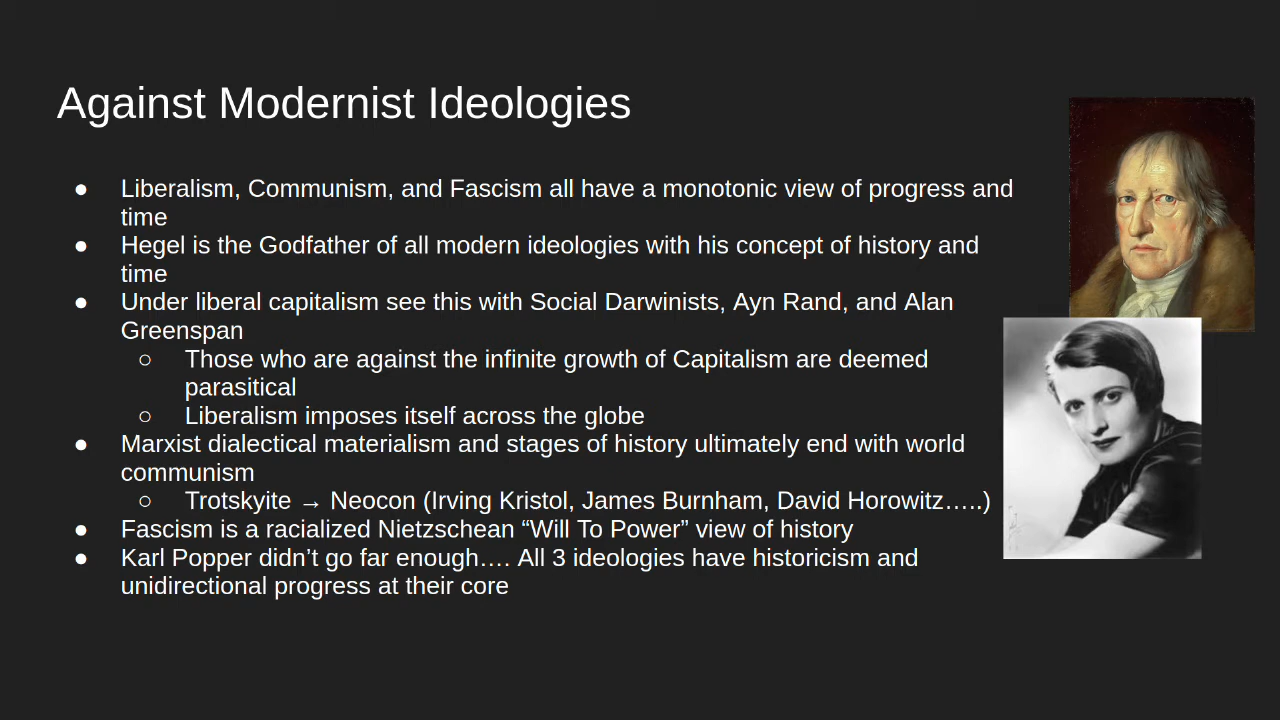 Against Modernist Ideologies
● Liberalism, Communism, and Fascism all have a monotonic view of progress and
time
● Hegel is the Godfather of all modern ideologies with his concept of history and
time
● Under liberal capitalism see this with Social Darwinists, Ayn Rand, and Alan
Greenspan
○ Those who are against the infinite growth of Capitalism are deemed
parasitical
○ Liberalism imposes itself across the globe
● Marxist dialectical materialism and stages of history ultimately end with world
communism
○ Trotskyite → Neocon (Irving Kristol, James Burnham, David Horowitz…..)
● Fascism is a racialized Nietzschean “Will To Power” view of history
● Karl Popper didn’t go far enough…. All 3 ideologies have historicism and
unidirectional progress at their core